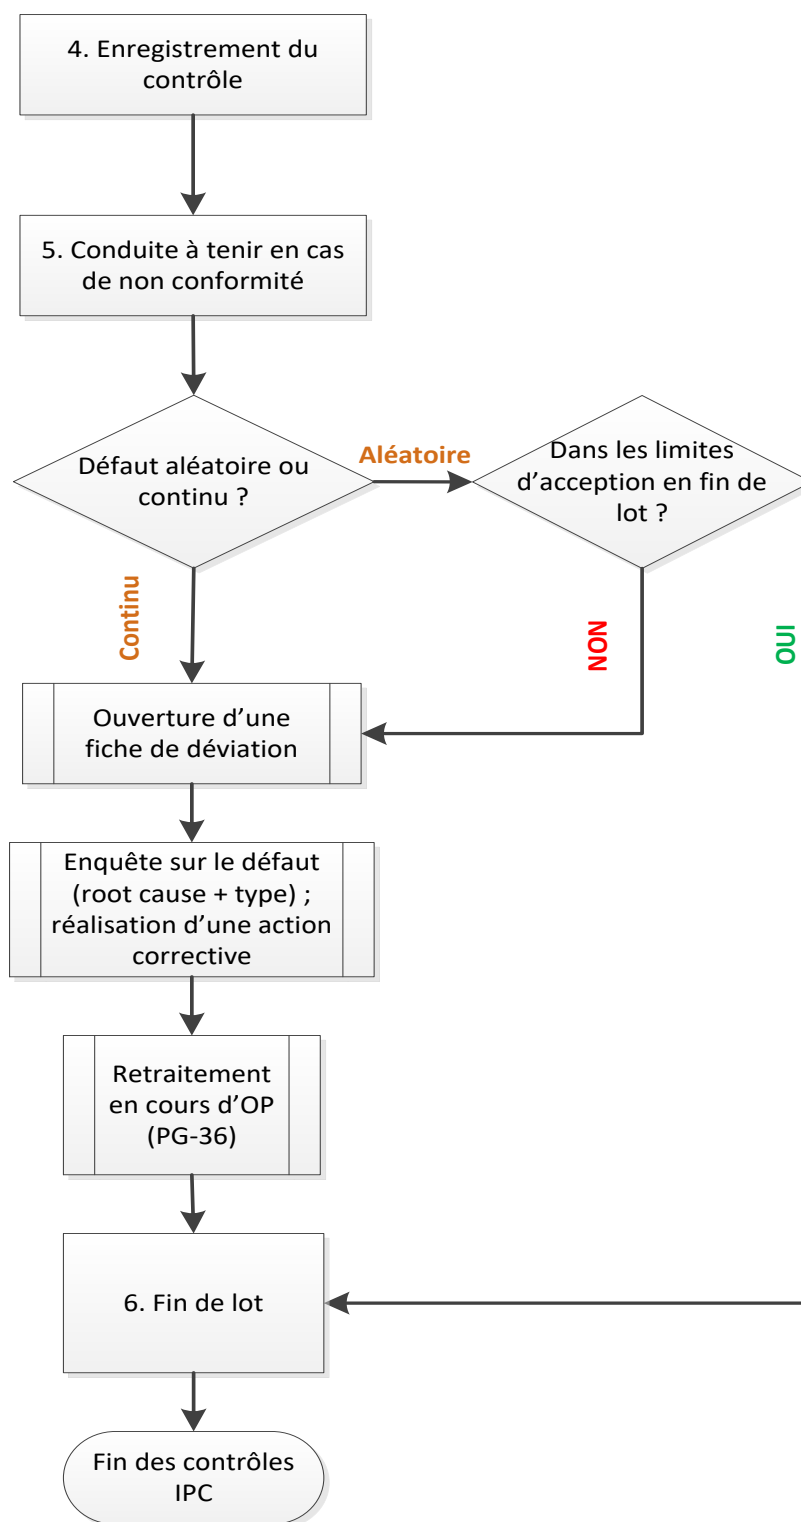 4. Enregistrement du
contrôle
5. Conduite à tenir en cas
de non conformité
Défaut aléatoire ou
continu ?
Aléatoire
Dans les limites
d’acception en fin de
lot ?
Continu
NON
OUI
Ouverture d’une
fiche de déviation
Enquête sur le défaut
(root cause + type) ;
réalisation d’une action
corrective
Retraitement
en cours d’OP
(PG-36)
6. Fin de lot
Fin des contrôles
IPC